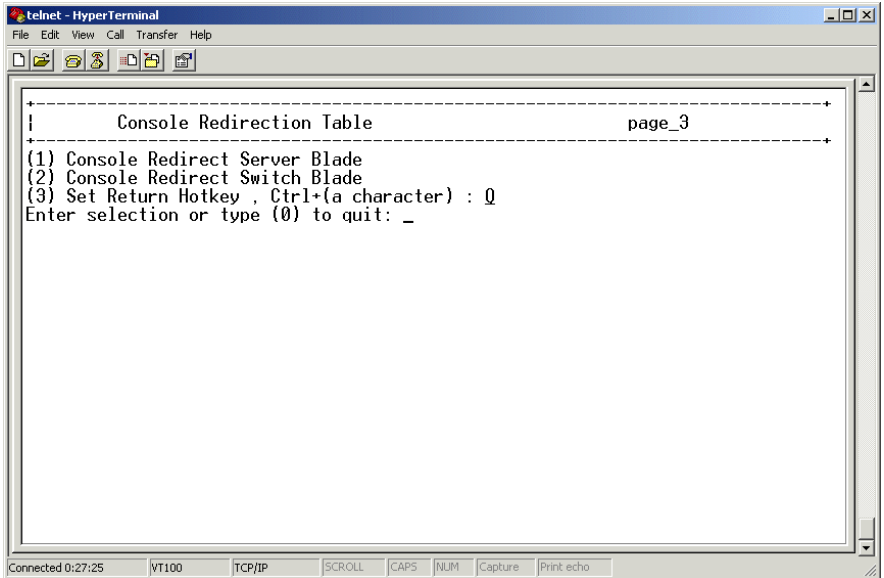 telnet - HyperTerminal
File Edit View Call Transfer Help
+-----------------------------------------------------------------------------+
| Console Redirection Table page_3
+-----------------------------------------------------------------------------+
(1) Console Redirect Server Blade
(2) Console Redirect Switch Blade
(3) Set Return Hotkey , Ctrl+(a character) : Q
Enter selection or type (0) to quit: _
Connected 0:27:25 VT100 TCP/IP SCROLL CAPS NUM Capture Print echo